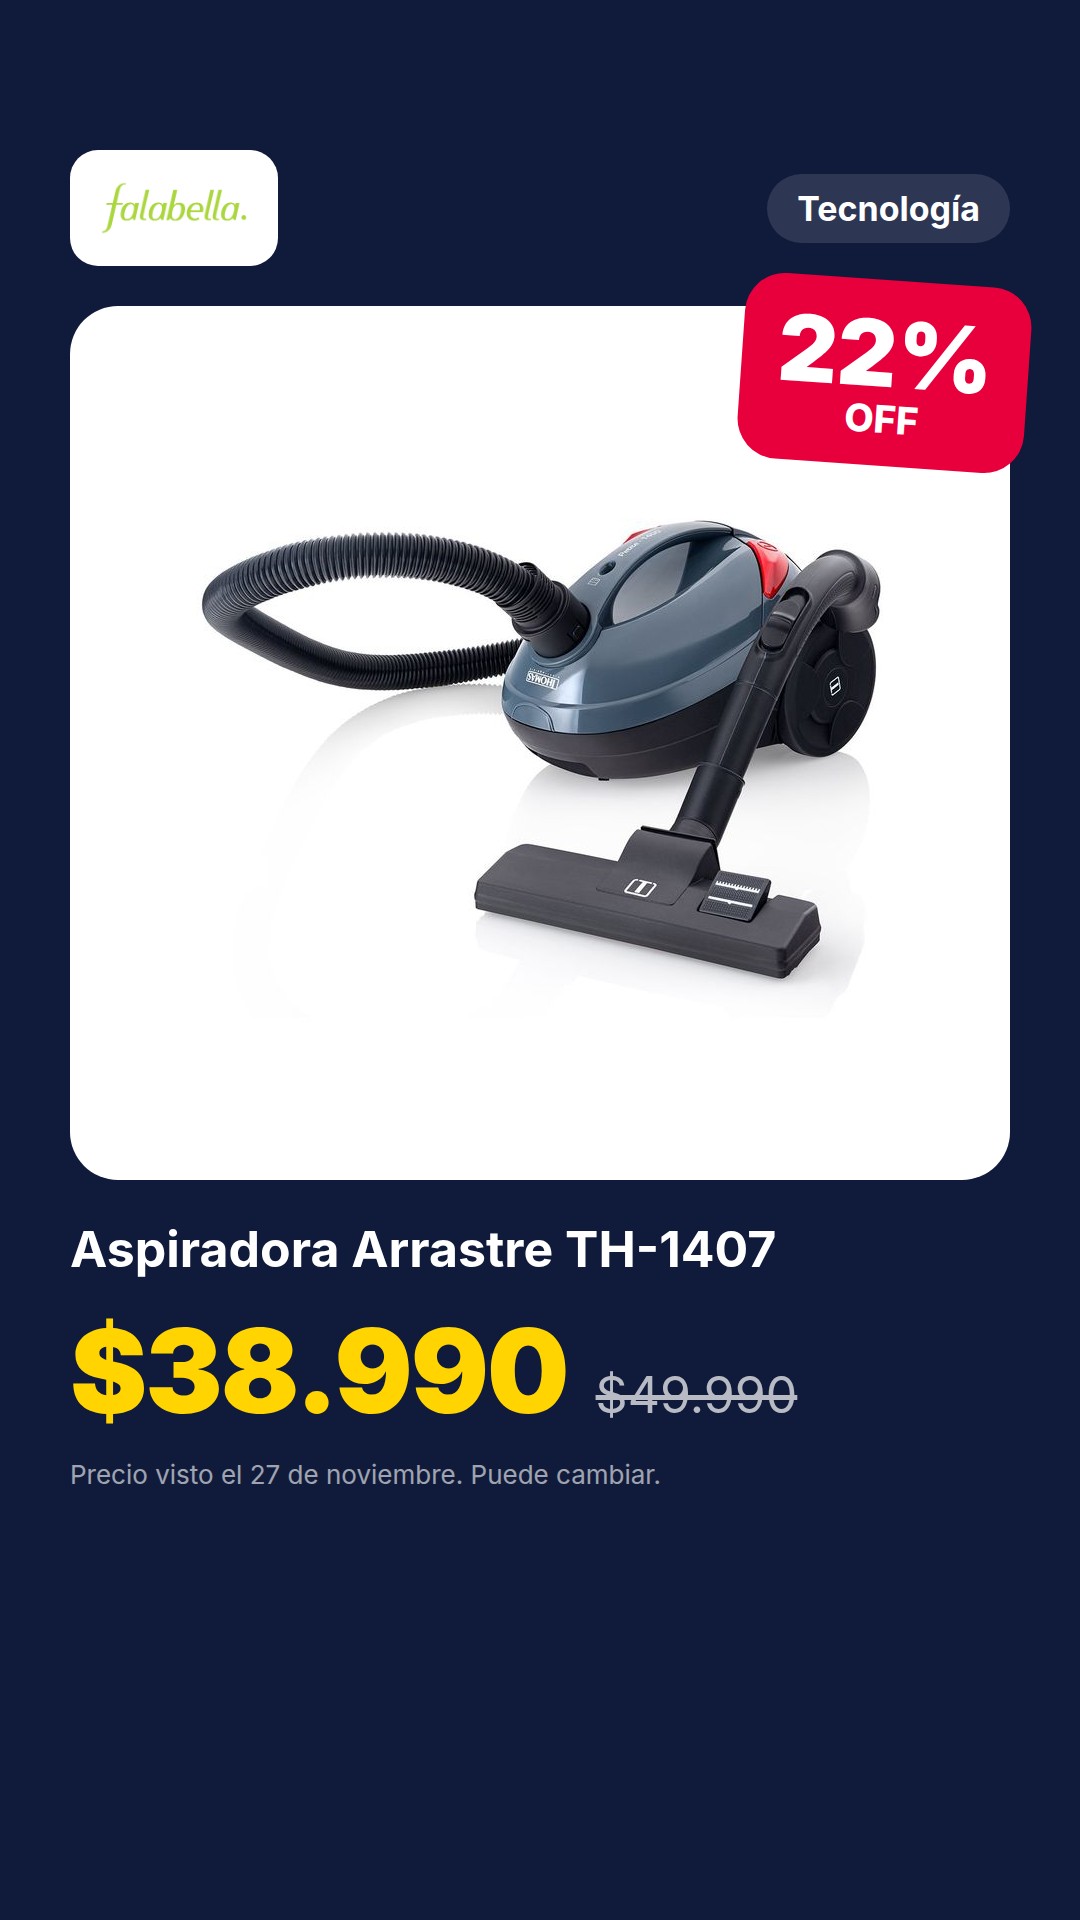 falabella.
Tecnología
22%
OFF
THOMAS
Aspiradora Arrastre TH-1407
$38.990 $49.990
Precio visto el 27 de noviembre. Puede cambiar.